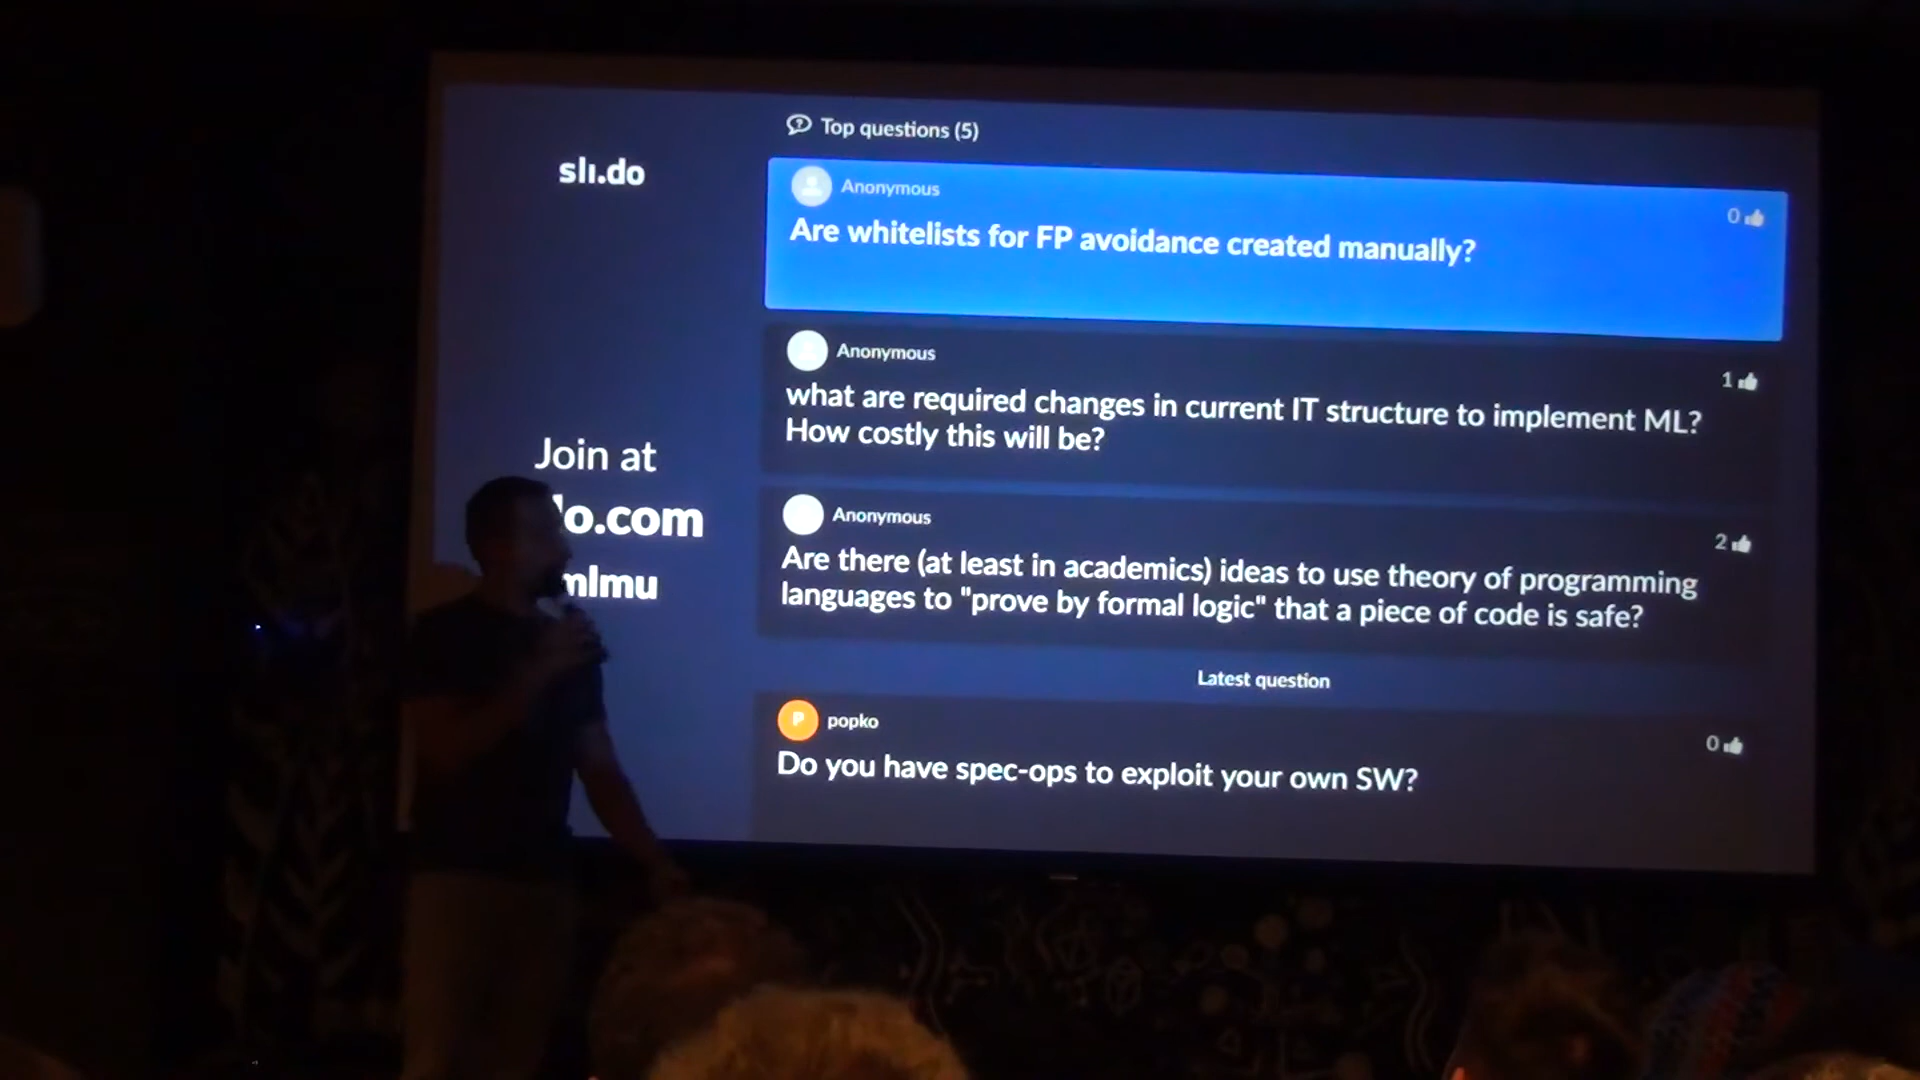 sli.do
Join at
do.com
mlmu
Top questions (5)
Anonymous
0
Are whitelists for FP avoidance created manually?
Anonymous
1
what are required changes in current IT structure to implement ML?
How costly this will be?
Anonymous
2
Are there (at least in academics) ideas to use theory of programming
languages to "prove by formal logic" that a piece of code is safe?
Latest question
P
popko
0
Do you have spec-ops to exploit your own SW?